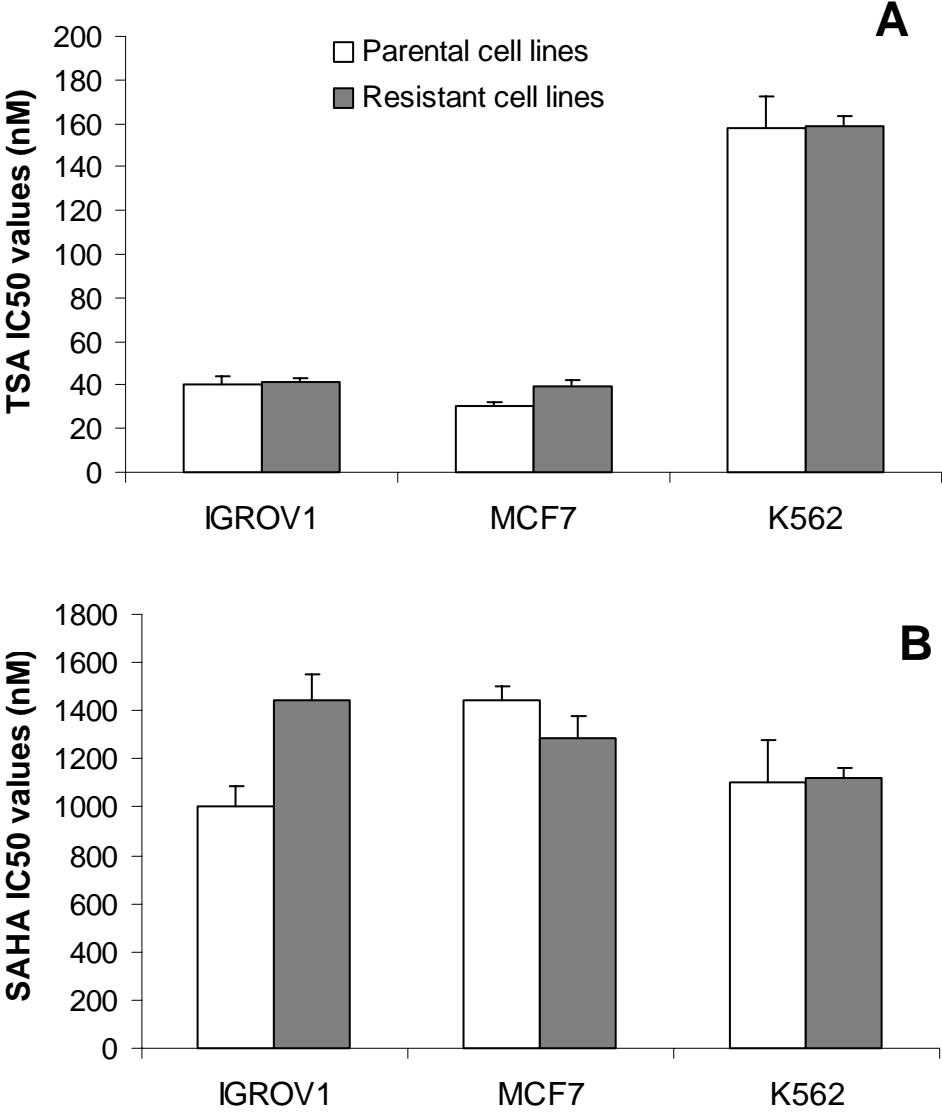 A
TSA IC50 values (nM)
200
180
160
140
120
100
80
60
40
20
0
Parental cell lines
Resistant cell lines
IGROV1 MCF7 K562
B
SAHA IC50 values (nM)
1800
1600
1400
1200
1000
800
600
400
200
0
IGROV1 MCF7 K562